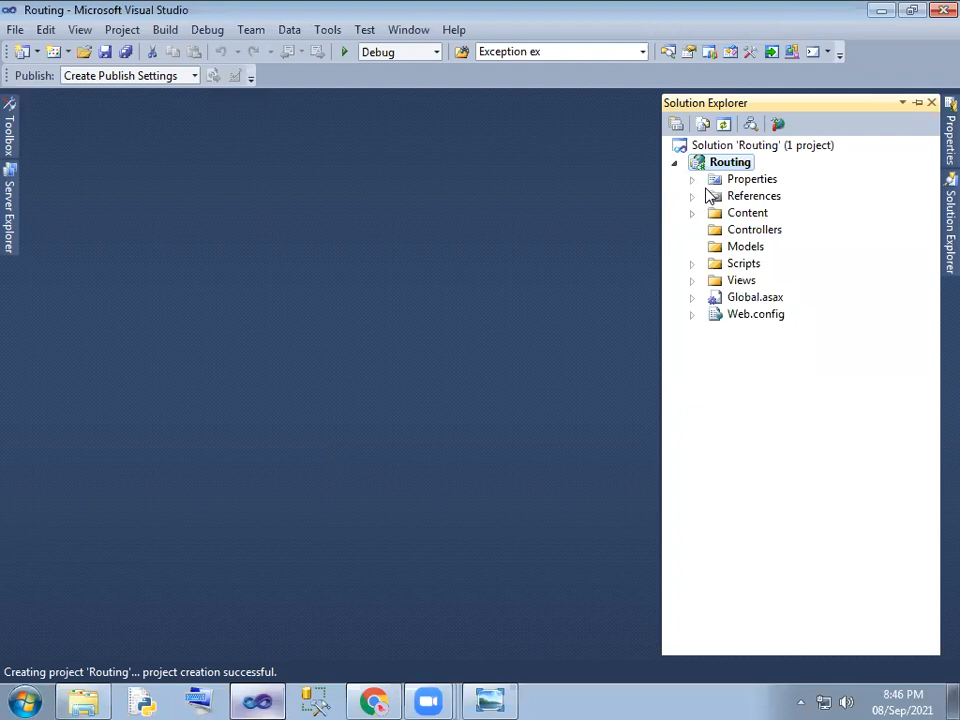 Routing - Microsoft Visual Studio
File Edit View Project Build Debug Team Data Tools Test Window Help
Debug Exception ex
Publish: Create Publish Settings
Toolbox
Server Explorer
Solution Explorer
Solution 'Routing' (1 project)
Routing
Properties
References
Content
Controllers
Models
Scripts
Views
Global.asax
Web.config
Properties
Solution Explorer
Creating project 'Routing'... project creation successful.
8:46 PM
08/Sep/2021